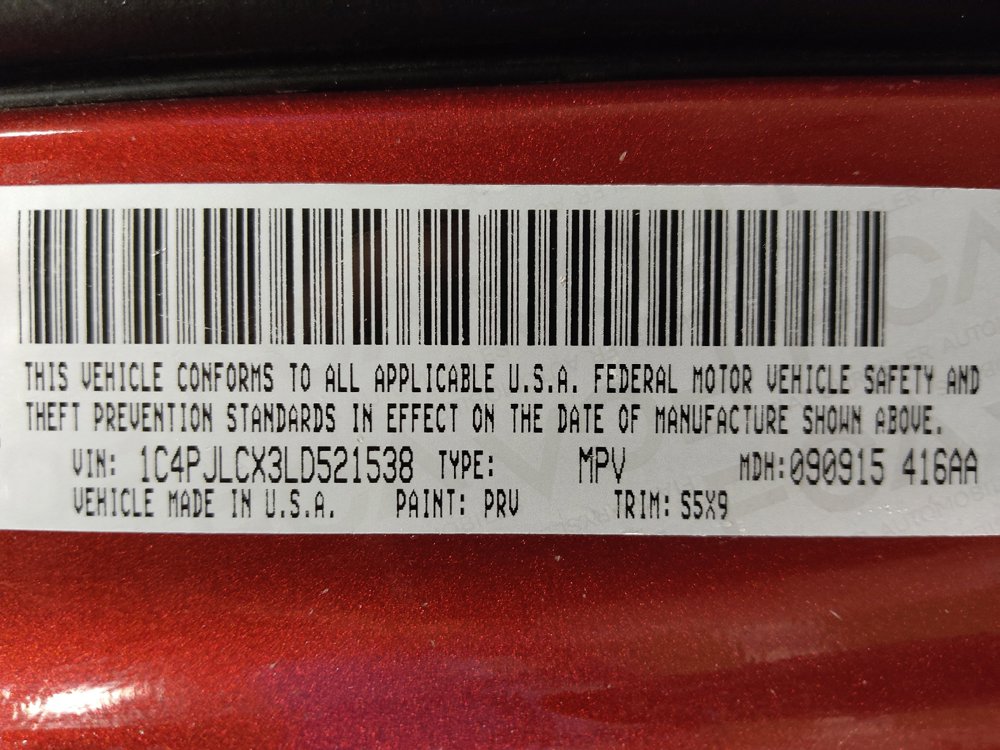 THIS VEHICLE CONFORMS TO ALL APPLICABLE U.S.A. FEDERAL MOTOR VEHICLE SAFETY AND
THEFT PREVENTION STANDARDS IN EFFECT ON THE DATE OF MANUFACTURE SHOWN ABOVE.
VIN: 1C4PJLCX3LD521538 TYPE: MPV MDH:090915 416AA
VEHICLE MADE IN U.S.A. PAINT: PRV TRIM: S5X9